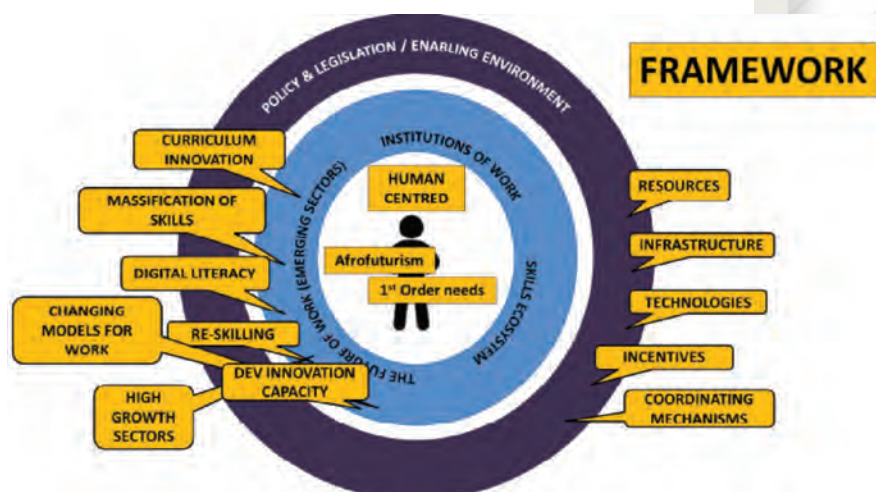 FRAMEWORK
POLICY & LEGISLATION / ENABLING ENVIRONMENT
INSTITUTIONS OF WORK
SKILLS ECOSYSTEM
THE FUTURE OF WORK (EMERGING SECTORS)
HUMAN
CENTRED
Afrofuturism
1st Order needs
CURRICULUM
INNOVATION
MASSIFICATION OF
SKILLS
DIGITAL LITERACY
CHANGING
MODELS FOR
WORK
RE-SKILLING
DEV INNOVATION
CAPACITY
HIGH
GROWTH
SECTORS
RESOURCES
INFRASTRUCTURE
TECHNOLOGIES
INCENTIVES
COORDINATING
MECHANISMS